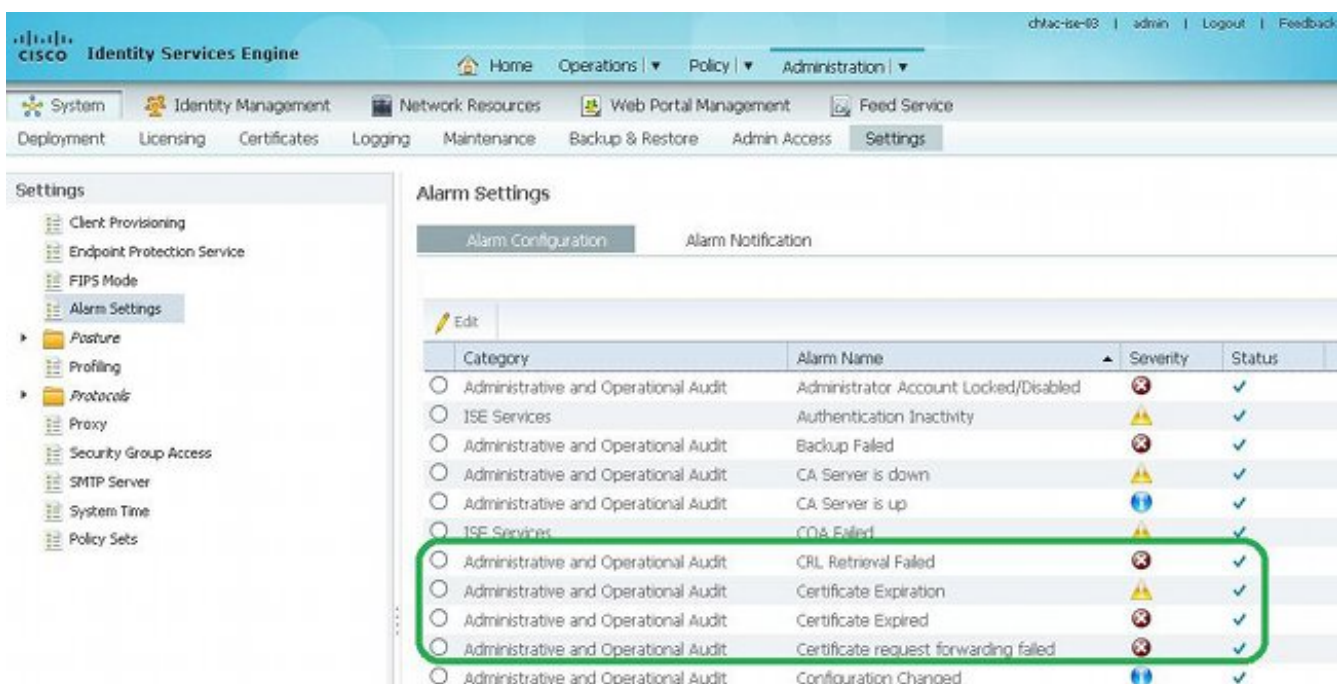 chtac-ise-03 | admin | Logout | Feedback
CISCO Identity Services Engine
Home Operations | Policy | Administration |
System Identity Management Network Resources Web Portal Management Feed Service
Deployment Licensing Certificates Logging Maintenance Backup & Restore Admin Access Settings
Settings
Client Provisioning
Endpoint Protection Service
FIPS Mode
Alarm Settings
Posture
Profiling
Protocols
Proxy
Security Group Access
SMTP Server
System Time
Policy Sets
Alarm Settings
Alarm Configuration Alarm Notification
Edit
Category Alarm Name Severity Status
Administrative and Operational Audit Administrator Account Locked/Disabled
ISE Services Authentication Inactivity
Administrative and Operational Audit Backup Failed
Administrative and Operational Audit CA Server is down
Administrative and Operational Audit CA Server is up
ISE Services COA Failed
Administrative and Operational Audit CRL Retrieval Failed
Administrative and Operational Audit Certificate Expiration
Administrative and Operational Audit Certificate Expired
Administrative and Operational Audit Certificate request forwarding failed
Administrative and Operational Audit Configuration Changed